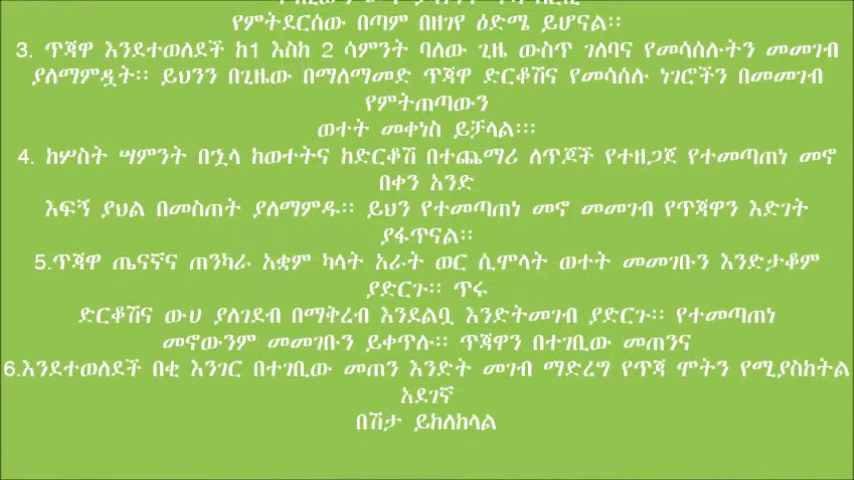 የምትደርሰው በጣም በዘገየ ዕድሜ ይሆናል።
3. ጥጃዋ እንደተወለደች ከ1 እስከ 2 ሳምንት ባለው ጊዜ ውስጥ ገለባና የመሳሰሉትን መመገብ
ያለማምዷት። ይህንን በጊዜው በማለማመድ ጥጃዋ ድርቆሽና የመሳሰሉ ነገሮችን በመመገብ
የምትጠጣውን
ወተት መቀነስ ይቻላል፡፡፡
4. ከሦስት ሣምንት በኋላ ከወተትና ከድርቆሽ በተጨማሪ ለጥጆች የተዘጋጀ የተመጣጠነ መኖ
በቀን አንድ
እፍኝ ያህል በመስጠት ያለማምዱ። ይህን የተመጣጠነ መኖ መመገብ የጥጃዋን እድገት
ያፋጥናል።
5.ጥጃዋ ጤናኛና ጠንካራ አቋም ካላት አራት ወር ሲሞላት ወተት መመገቡን እንድታቆም
ያድርጉ። ጥሩ
ድርቆሽና ውሀ ያለገደብ በማቅረብ እንደልቧ እንድትመገብ ያድርጉ። የተመጣጠነ
መኖውንም መመገቡን ይቀጥሉ። ጥጃዋን በተገቢው መጠንና
6.እንደተወለደች በቂ እንገር በተገቢው መጠን እንድት መገብ ማድረግ የጥጃ ሞትን የሚያስከትል
አደገኛ
በሽታ ይከለከላል